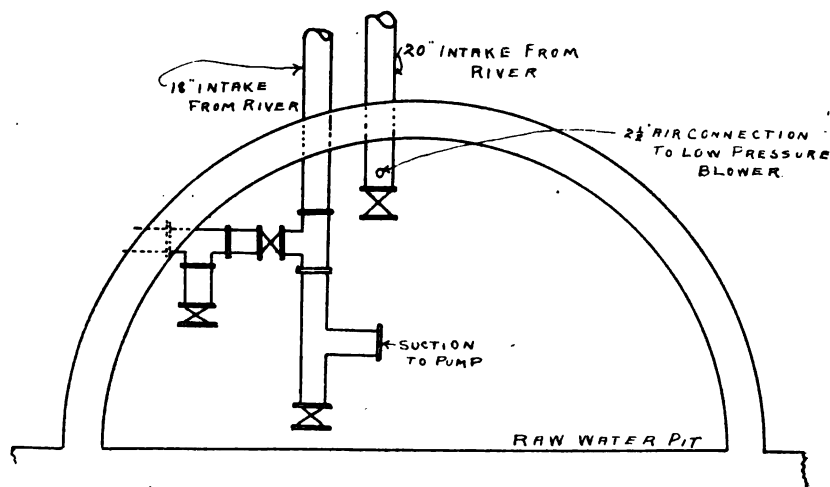 20" INTAKE FROM
RIVER
18" INTAKE
FROM RIVER
2½" AIR CONNECTION
TO LOW PRESSURE
BLOWER
SUCTION
TO PUMP
RAW WATER PIT